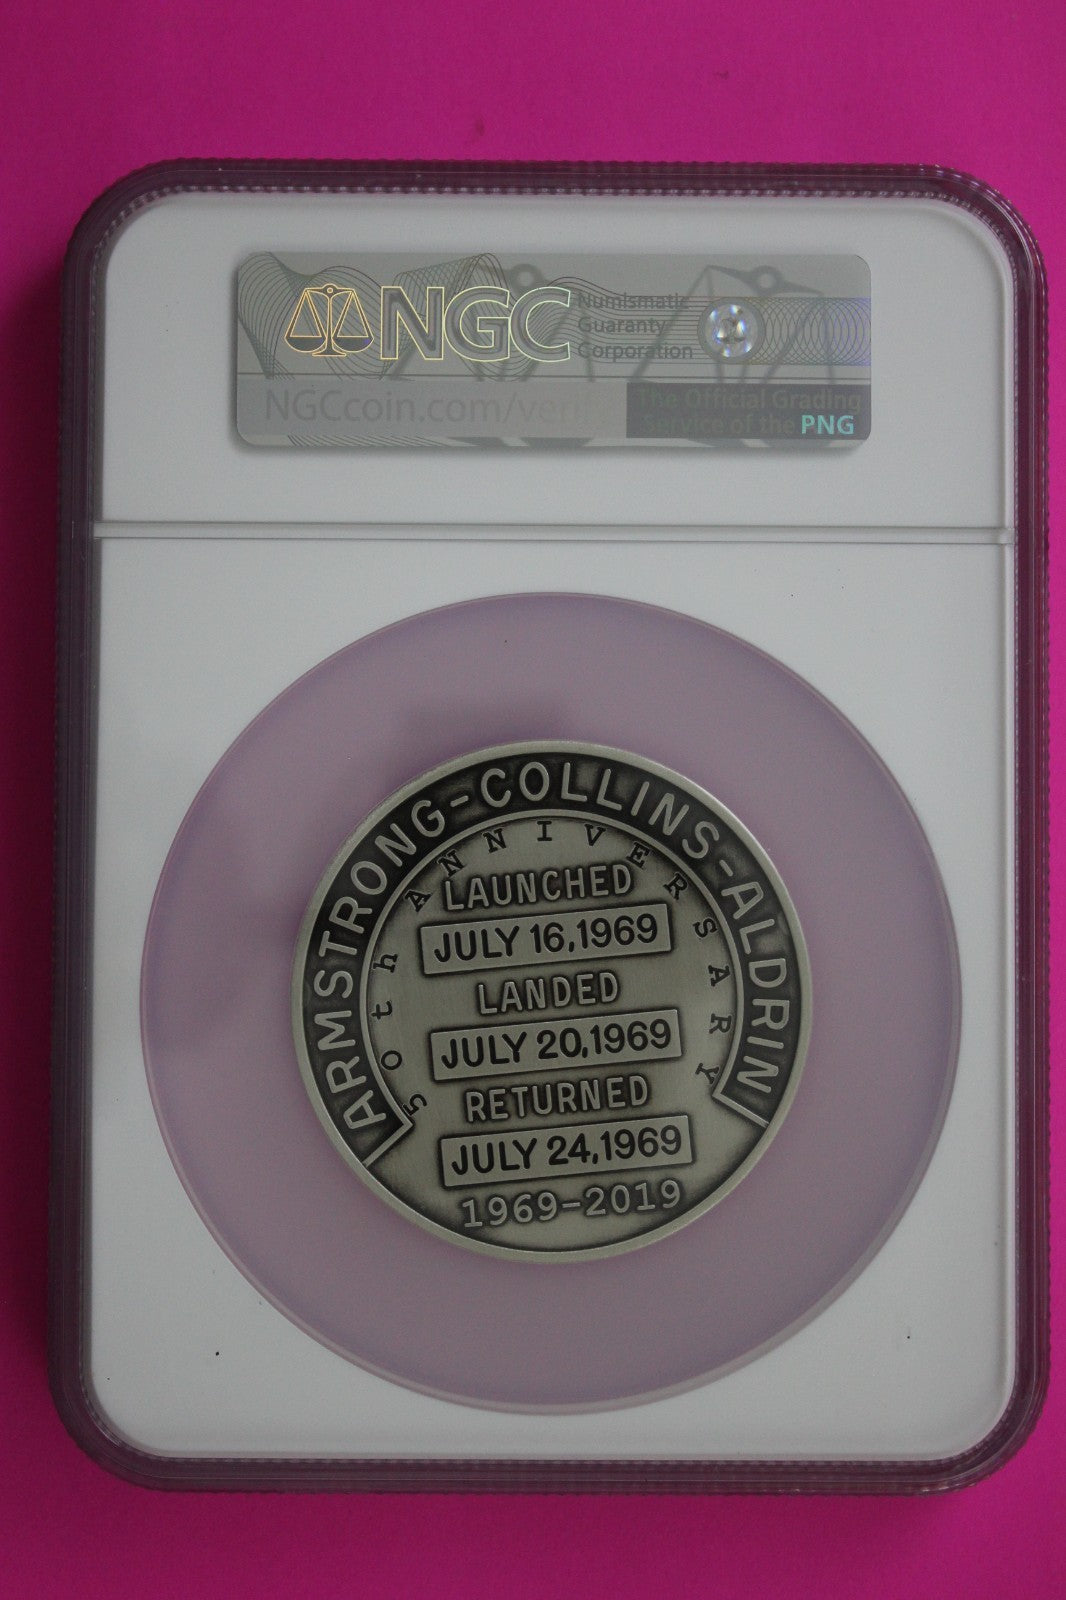 NGC
Numismatic
Guaranty
Corporation
NGCcoin.com/veri
The Official Grading
Service of the PNG
ARMSTRONG-COLLINS-ALDRIN
50th ANNIVERSARY
LAUNCHED
JULY 16,1969
LANDED
JULY 20,1969
RETURNED
JULY 24,1969
1969-2019